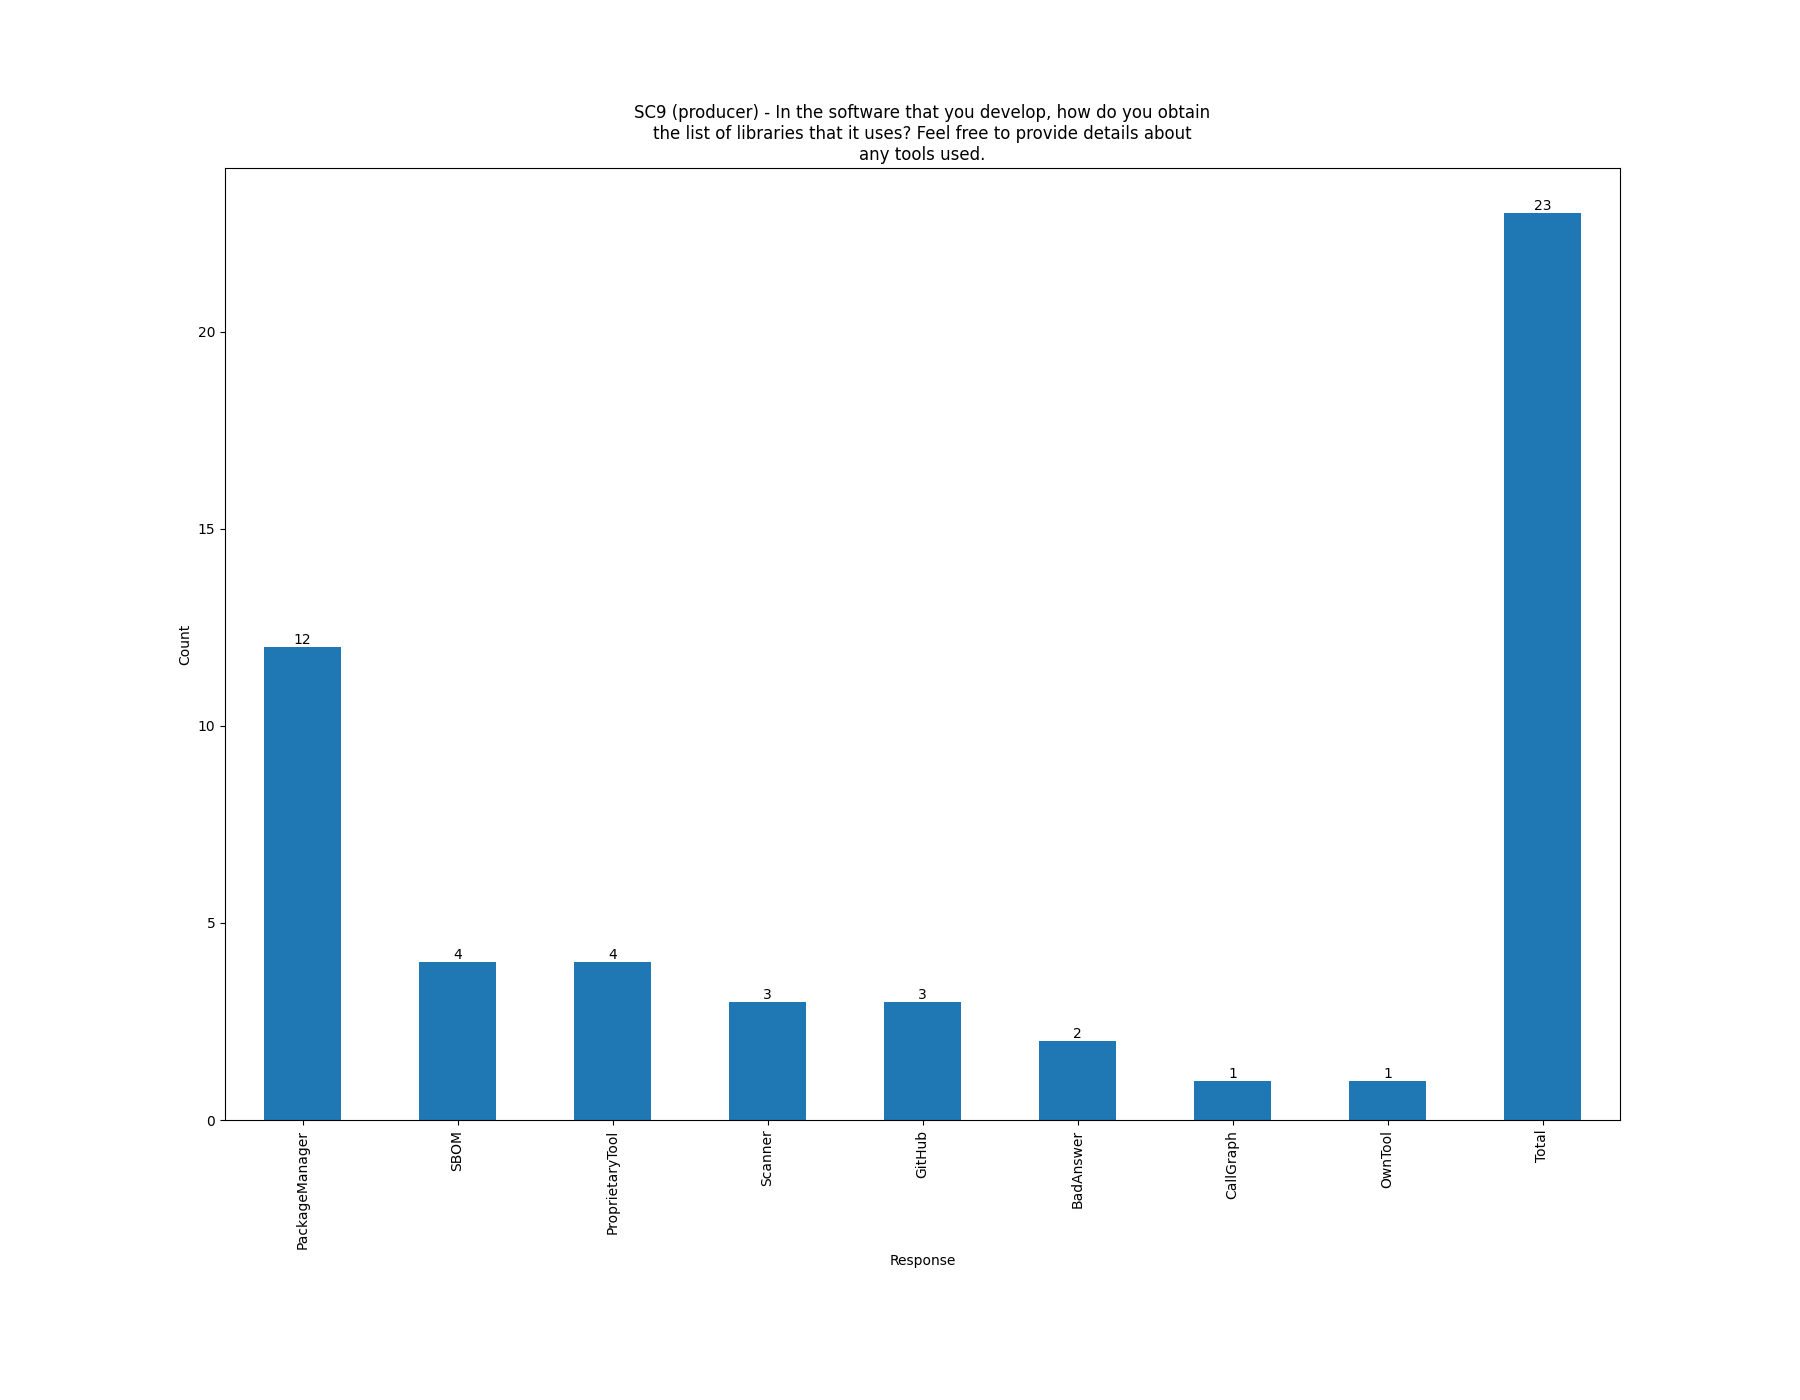 SC9 (producer) - In the software that you develop, how do you obtain
the list of libraries that it uses? Feel free to provide details about
any tools used.
23
20
15
12
Count
10
5
4
4
3
3
2
1
1
0
PackageManager
SBOM
ProprietaryTool
Scanner
GitHub
BadAnswer
CallGraph
OwnTool
Total
Response